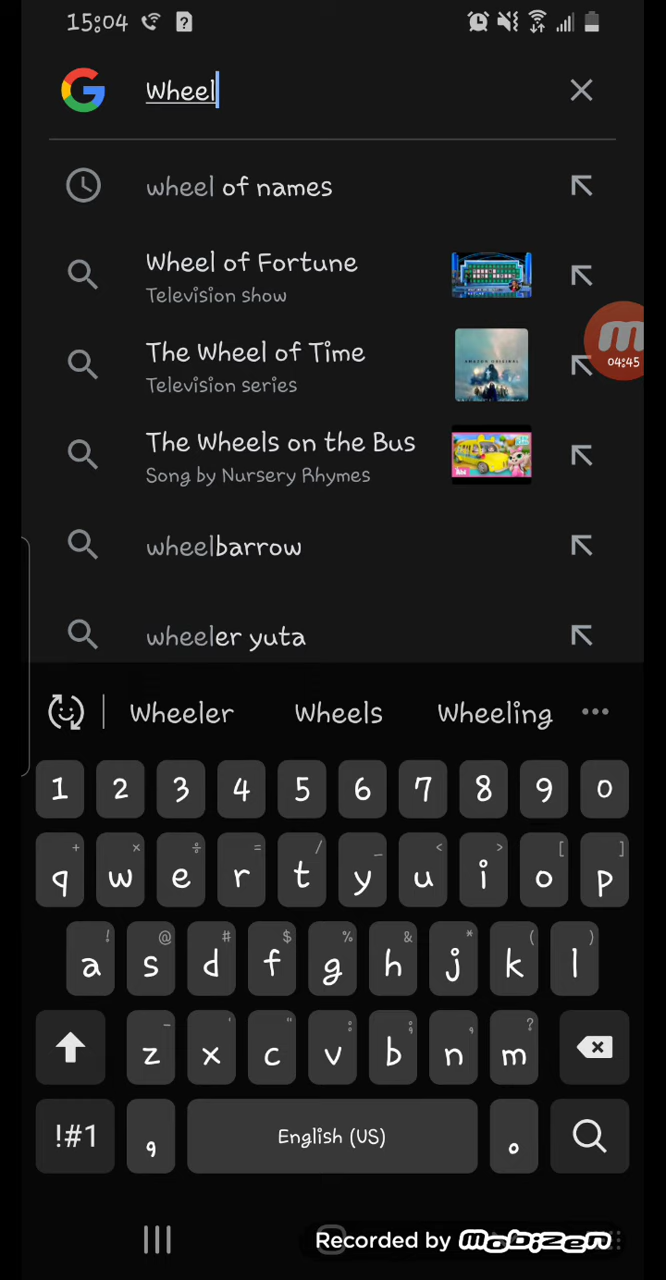 15:04
Wheel
wheel of names
Wheel of Fortune
Television show
The Wheel of Time
Television series
04:45
The Wheels on the Bus
Song by Nursery Rhymes
wheelbarrow
wheeler yuta
Wheeler Wheels Wheeling
1 2 3 4 5 6 7 8 9 0
+ × ÷ = / _ < > [ ]
q w e r t y u i o p
! @ # $ % & * ( )
a s d f g h j k l
- ' " : ; , ?
z x c v b n m
!#1 , English (US) .
Recorded by mobizen